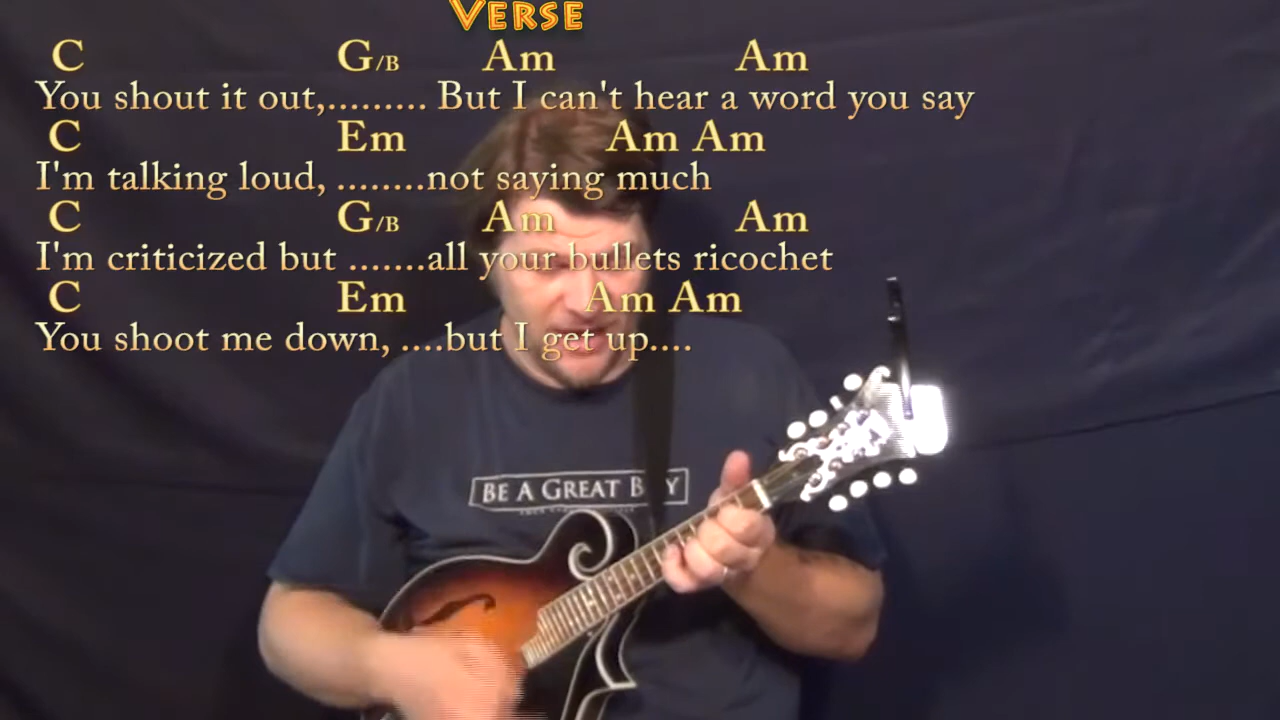 VERSE
C G/B Am Am
You shout it out,......... But I can't hear a word you say
C Em Am Am
I'm talking loud, ........not saying much
C G/B Am Am
I'm criticized but .......all your bullets ricochet
C Em Am Am
You shoot me down, ....but I get up....
BE A GREAT